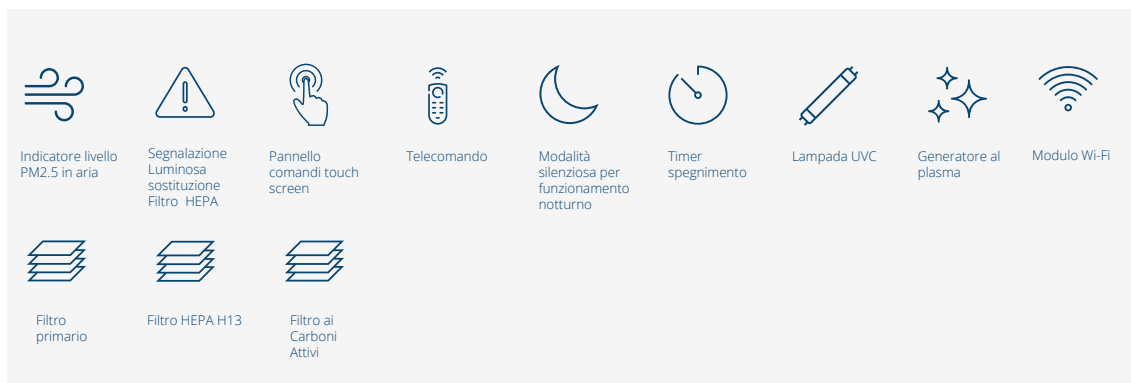 Indicatore livello
PM2.5 in aria
Segnalazione
Luminosa
sostituzione
Filtro  HEPA
Pannello
comandi touch
screen
Telecomando
Modalità
silenziosa per
funzionamento
notturno
Timer
spegnimento
Lampada UVC
Generatore al
plasma
Modulo Wi-Fi
Filtro
primario
Filtro HEPA H13
Filtro ai
Carboni
Attivi